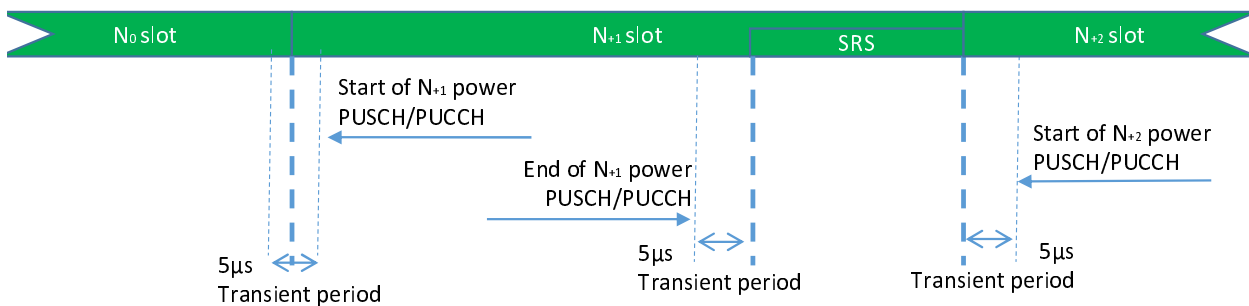 N₀ slot
N₊₁ slot
SRS
N₊₂ slot
Start of N₊₁ power
PUSCH/PUCCH
End of N₊₁ power
PUSCH/PUCCH
Start of N₊₂ power
PUSCH/PUCCH
5µs
Transient period
5µs
Transient period
5µs
Transient period